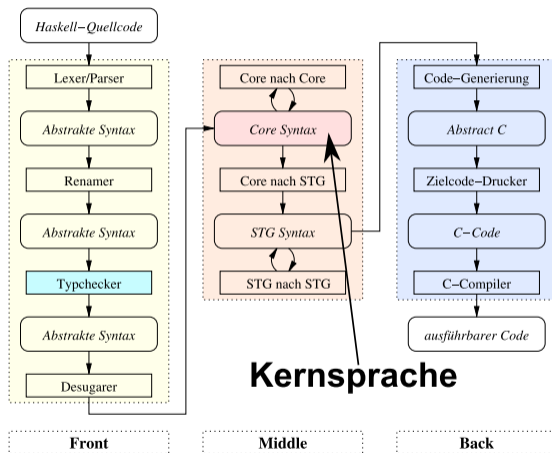 Haskell−Quellcode
Lexer/Parser
Abstrakte Syntax
Renamer
Abstrakte Syntax
Typchecker
Abstrakte Syntax
Desugarer
Front
Core nach Core
Core Syntax
Core nach STG
STG Syntax
STG nach STG
Kernsprache
Middle
Code−Generierung
Abstract C
Zielcode−Drucker
C−Code
C−Compiler
ausführbarer Code
Back